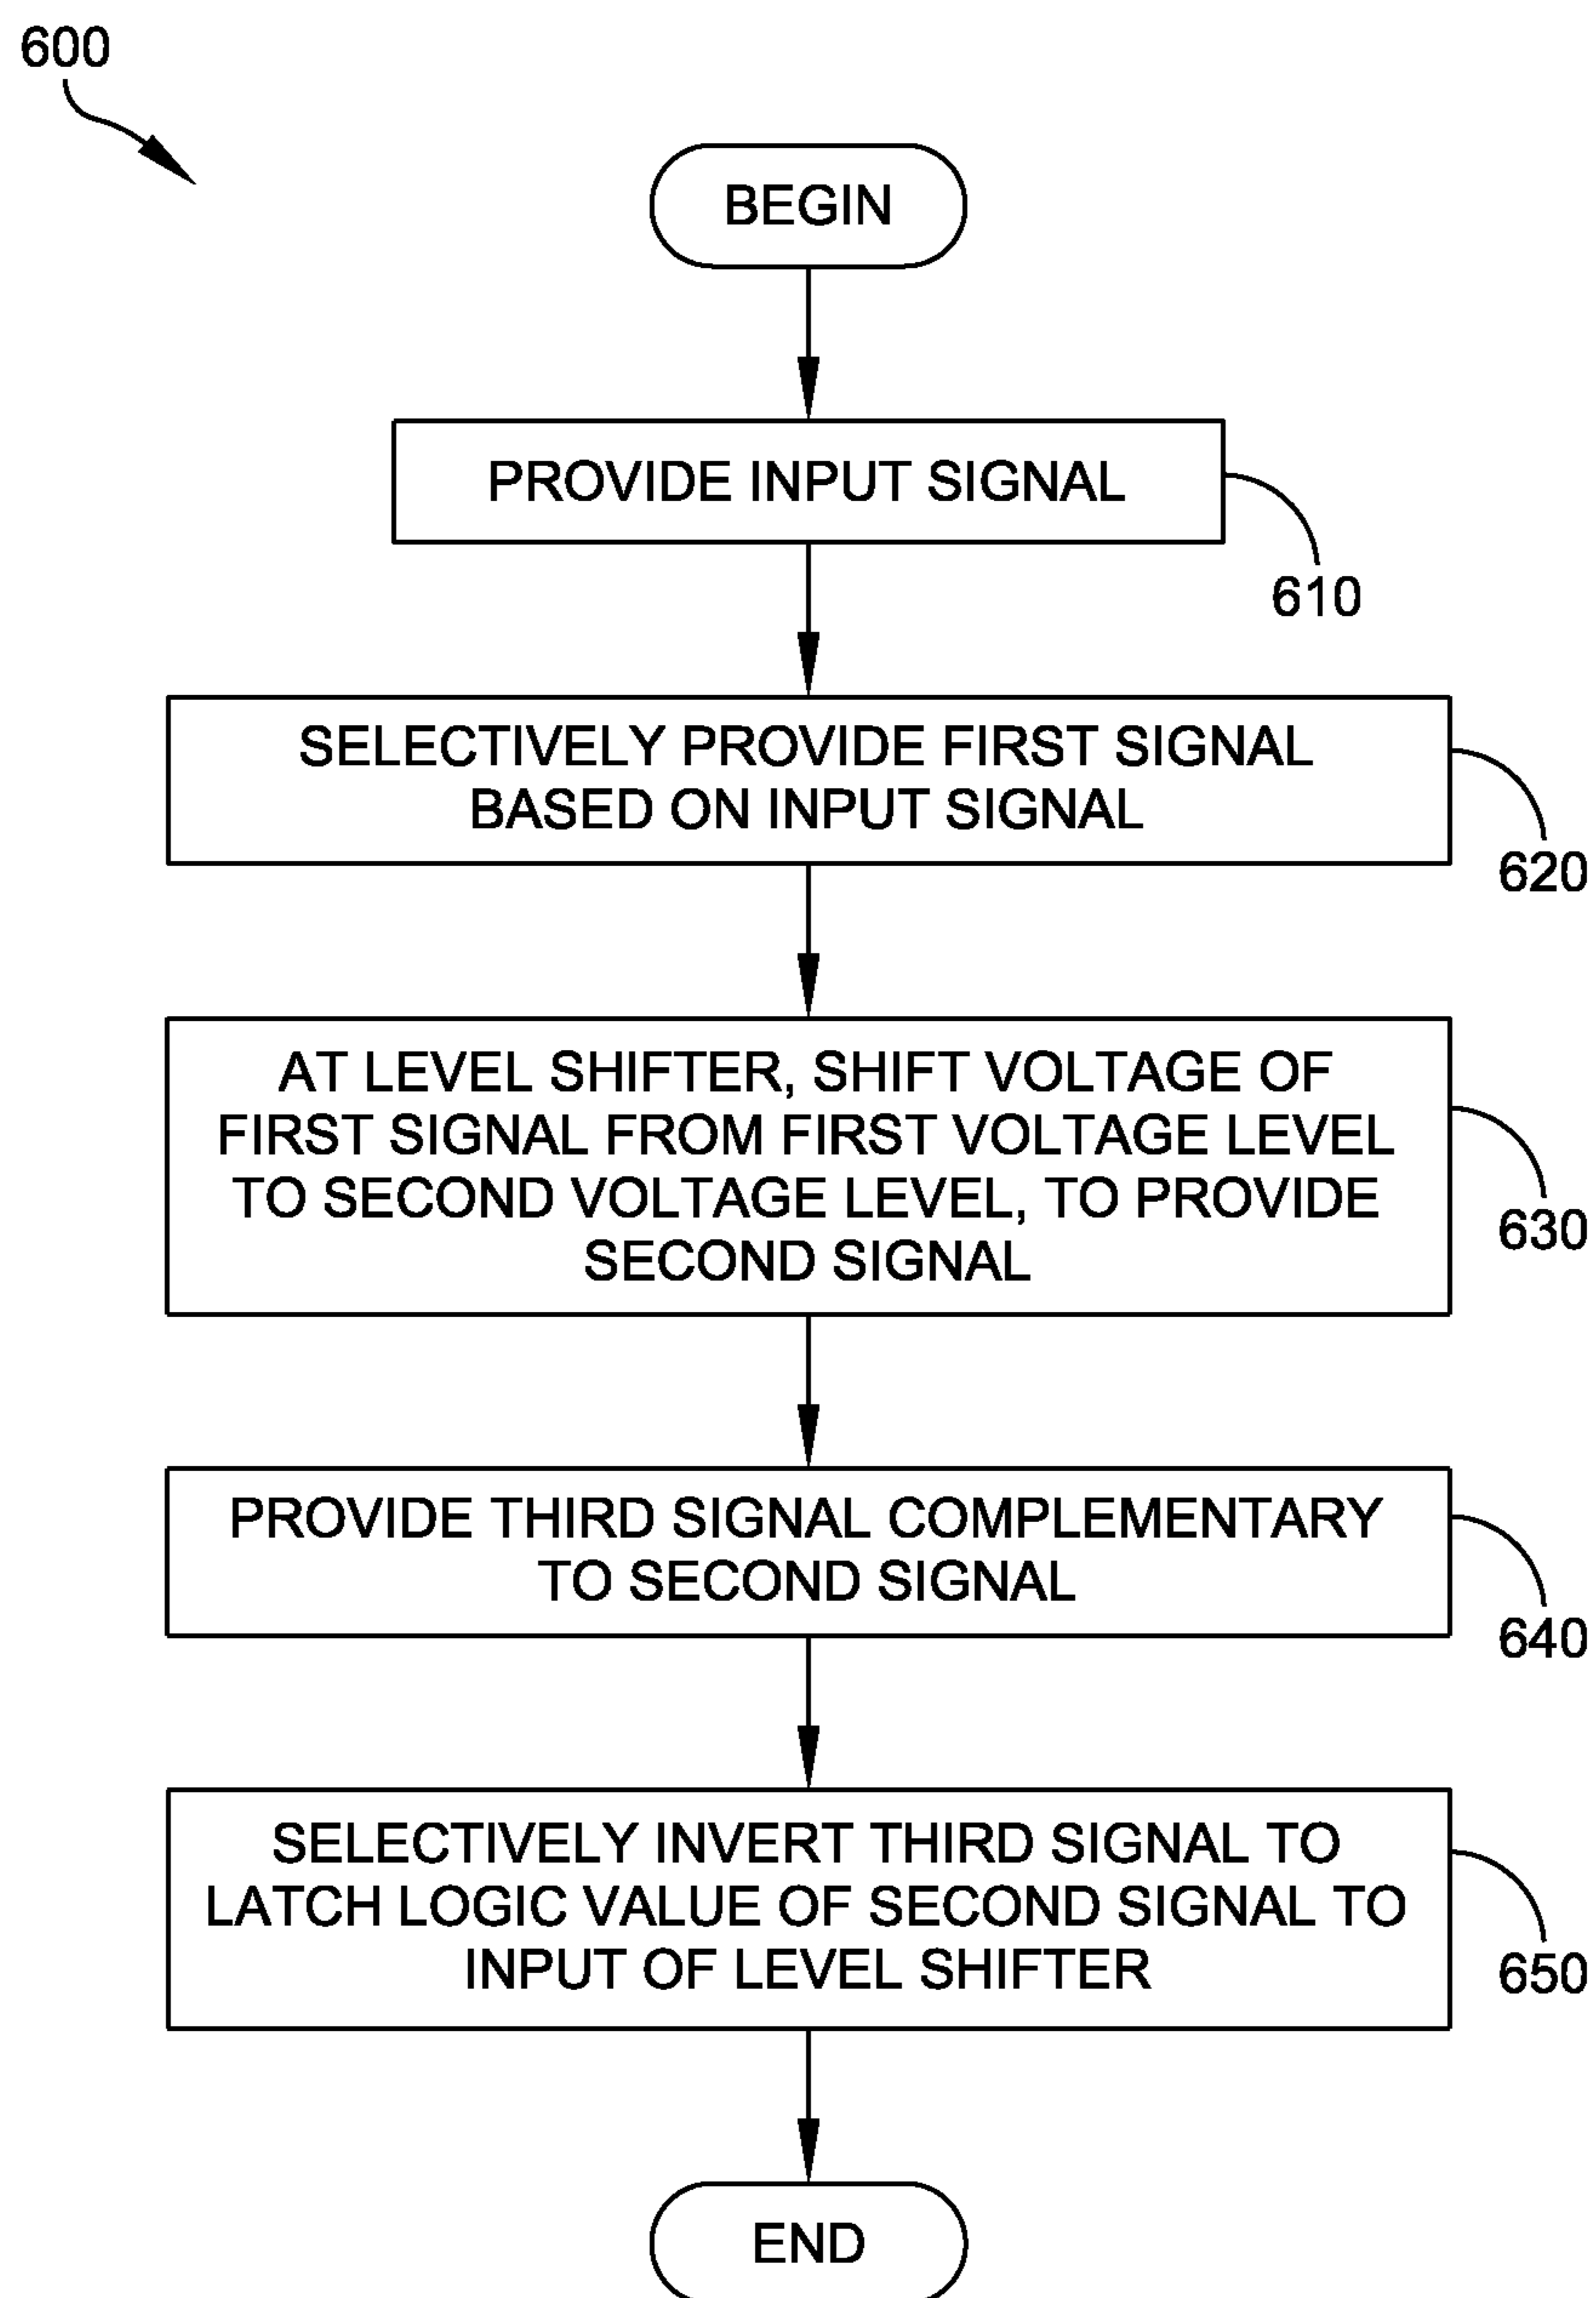 600
BEGIN
PROVIDE INPUT SIGNAL
610
SELECTIVELY PROVIDE FIRST SIGNAL
BASED ON INPUT SIGNAL
620
AT LEVEL SHIFTER, SHIFT VOLTAGE OF
FIRST SIGNAL FROM FIRST VOLTAGE LEVEL
TO SECOND VOLTAGE LEVEL, TO PROVIDE
SECOND SIGNAL
630
PROVIDE THIRD SIGNAL COMPLEMENTARY
TO SECOND SIGNAL
640
SELECTIVELY INVERT THIRD SIGNAL TO
LATCH LOGIC VALUE OF SECOND SIGNAL TO
INPUT OF LEVEL SHIFTER
650
END